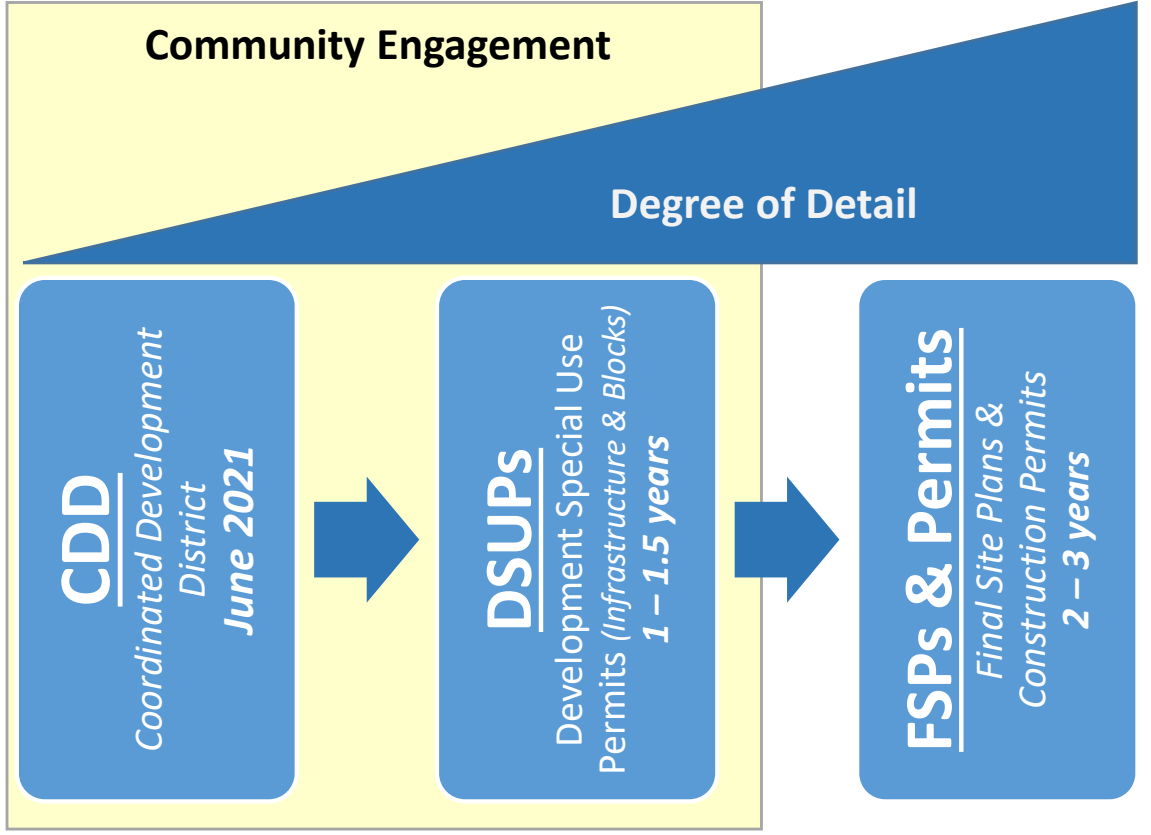 Community Engagement
Degree of Detail
CDD
Coordinated Development
District
June 2021
DSUPs
Development Special Use
Permits (Infrastructure & Blocks)
1 – 1.5 years
FSPs & Permits
Final Site Plans &
Construction Permits
2 – 3 years